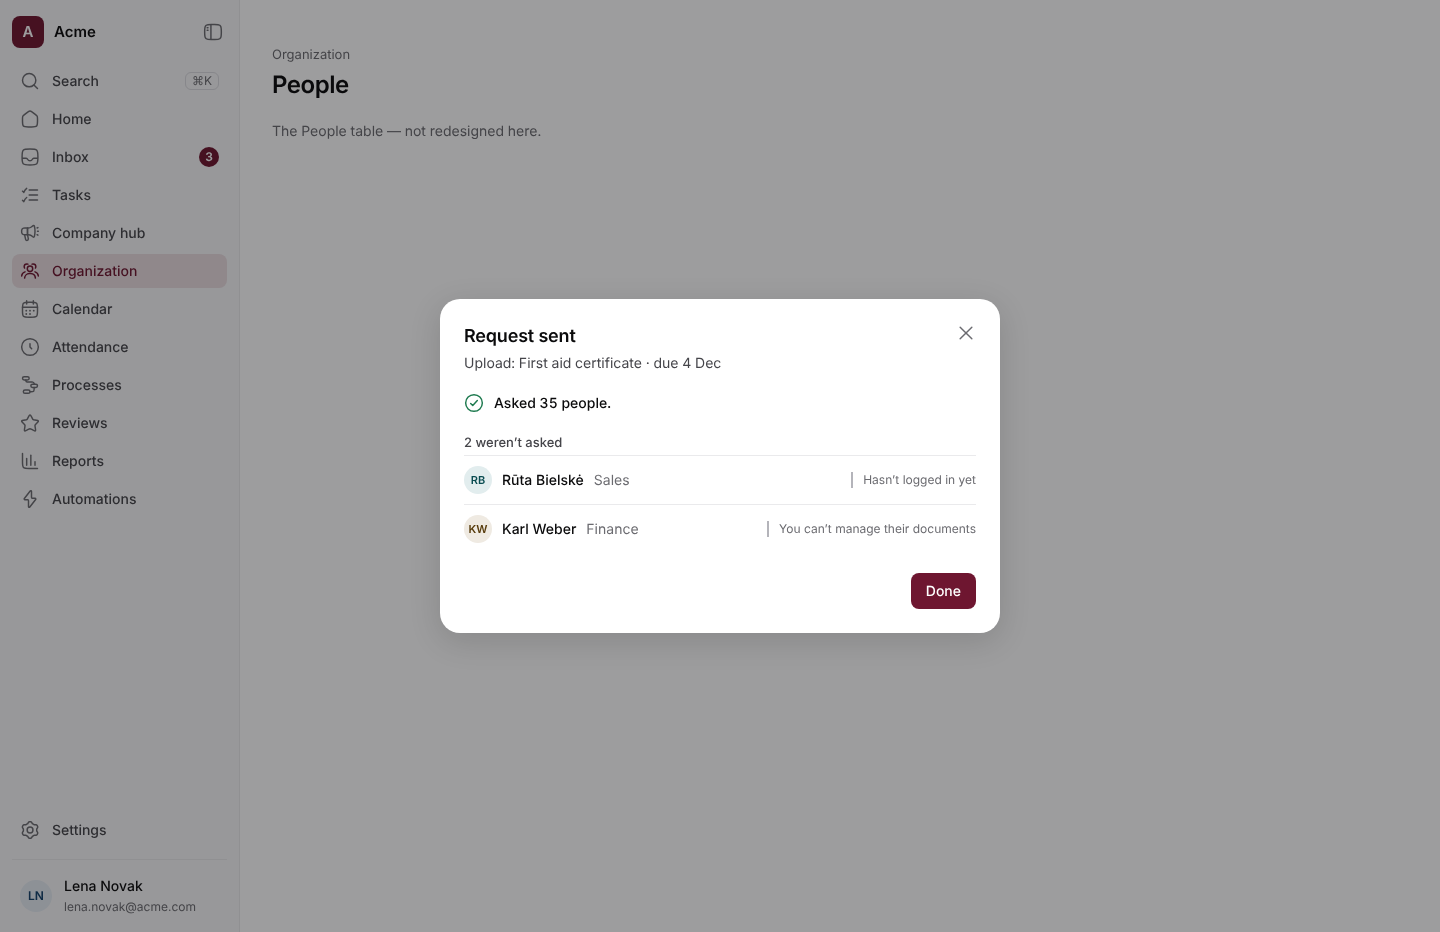 A Acme
Search ⌘K
Home
Inbox 3
Tasks
Company hub
Organization
Calendar
Attendance
Processes
Reviews
Reports
Automations
Settings
LN Lena Novak
lena.novak@acme.com
Organization
People
The People table — not redesigned here.
Request sent
Upload: First aid certificate · due 4 Dec
Asked 35 people.
2 weren’t asked
RB Rūta Bielskė Sales Hasn’t logged in yet
KW Karl Weber Finance You can’t manage their documents
Done